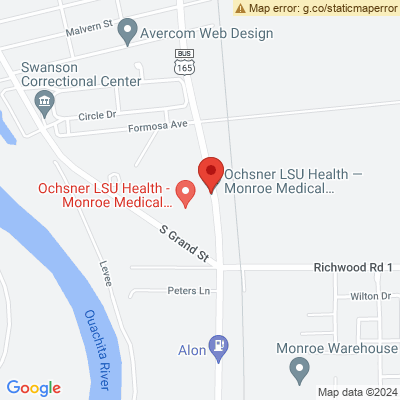 Map error: g.co/staticmaperror
Malvern St
Avercom Web Design
BUS
165
Swanson
Correctional Center
Circle Dr
Formosa Ave
Ochsner LSU Health —
Monroe Medical...
Ochsner LSU Health -
Monroe Medical...
S Grand St
Levee
Richwood Rd 1
Peters Ln
Wilton Dr
Ouachita River
Alon
Monroe Warehouse
Google
Map data ©2024